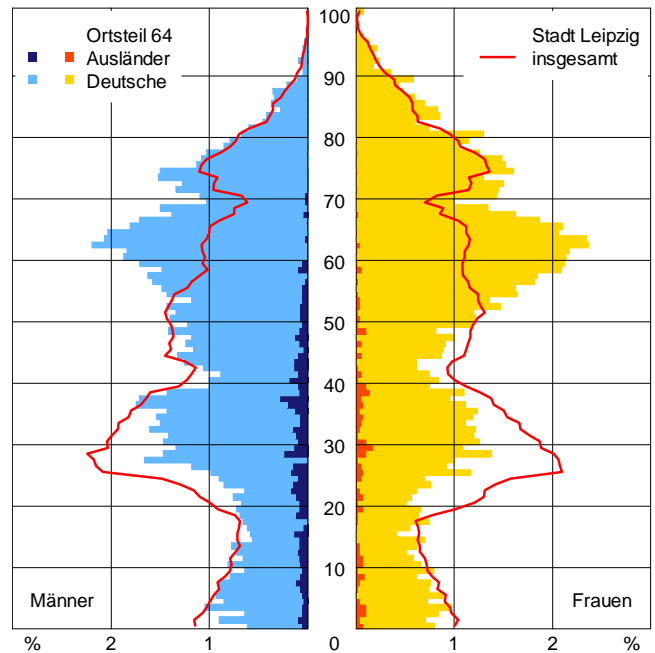 Ortsteil 64
Ausländer
Deutsche
Stadt Leipzig
insgesamt
100
90
80
70
60
50
40
30
20
10
Männer
Frauen
% 2 1 0 1 2 %